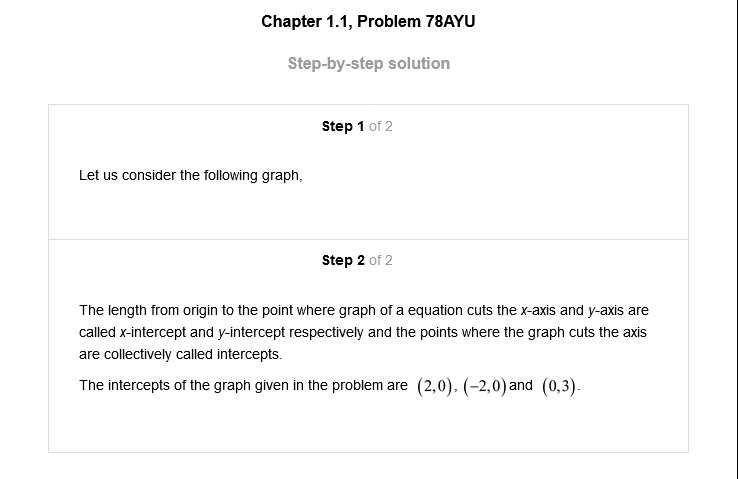 Chapter 1.1, Problem 78AYU
Step-by-step solution
Step 1 of 2
Let us consider the following graph,
Step 2 of 2
The length from origin to the point where graph of a equation cuts the x-axis and y-axis are
called x-intercept and y-intercept respectively and the points where the graph cuts the axis
are collectively called intercepts.
The intercepts of the graph given in the problem are (2,0), (−2,0) and (0,3).